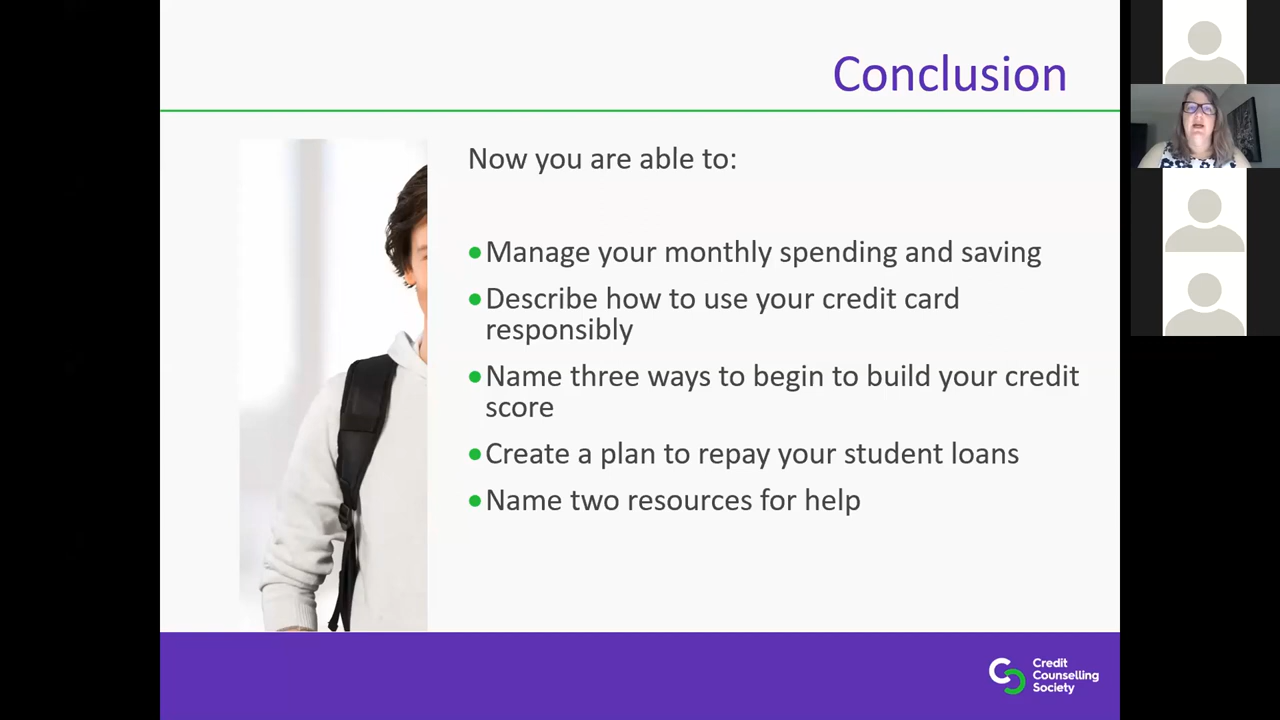 Conclusion
Now you are able to:
•Manage your monthly spending and saving
•Describe how to use your credit card
responsibly
•Name three ways to begin to build your credit
score
•Create a plan to repay your student loans
•Name two resources for help
Credit
Counselling
Society